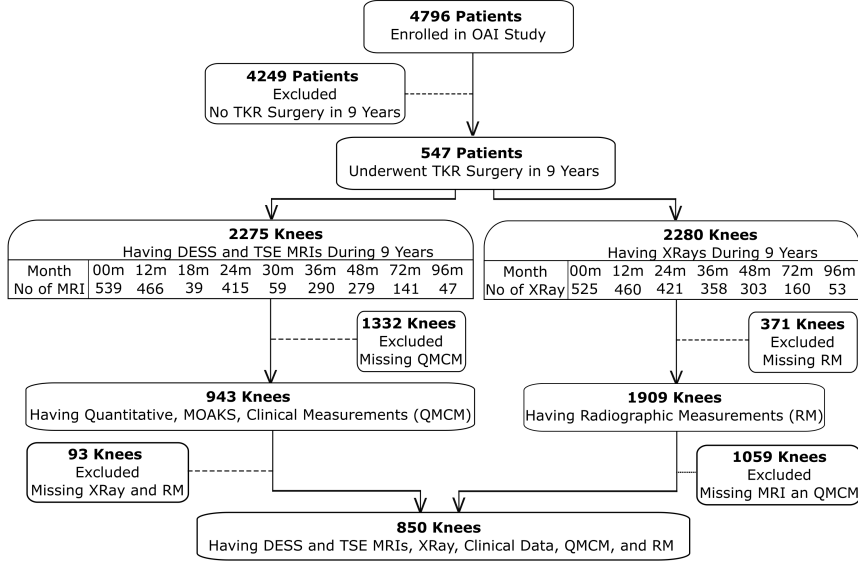 4796 Patients
Enrolled in OAI Study
4249 Patients
Excluded
No TKR Surgery in 9 Years
547 Patients
Underwent TKR Surgery in 9 Years
2275 Knees
Having DESS and TSE MRIs During 9 Years
Month 00m 12m 18m 24m 30m 36m 48m 72m 96m
No of MRI 539 466 39 415 59 290 279 141 47
2280 Knees
Having XRays During 9 Years
Month 00m 12m 24m 36m 48m 72m 96m
No of XRay 525 460 421 358 303 160 53
1332 Knees
Excluded
Missing QMCM
371 Knees
Excluded
Missing RM
943 Knees
Having Quantitative, MOAKS, Clinical Measurements (QMCM)
1909 Knees
Having Radiographic Measurements (RM)
93 Knees
Excluded
Missing XRay and RM
1059 Knees
Excluded
Missing MRI an QMCM
850 Knees
Having DESS and TSE MRIs, XRay, Clinical Data, QMCM, and RM